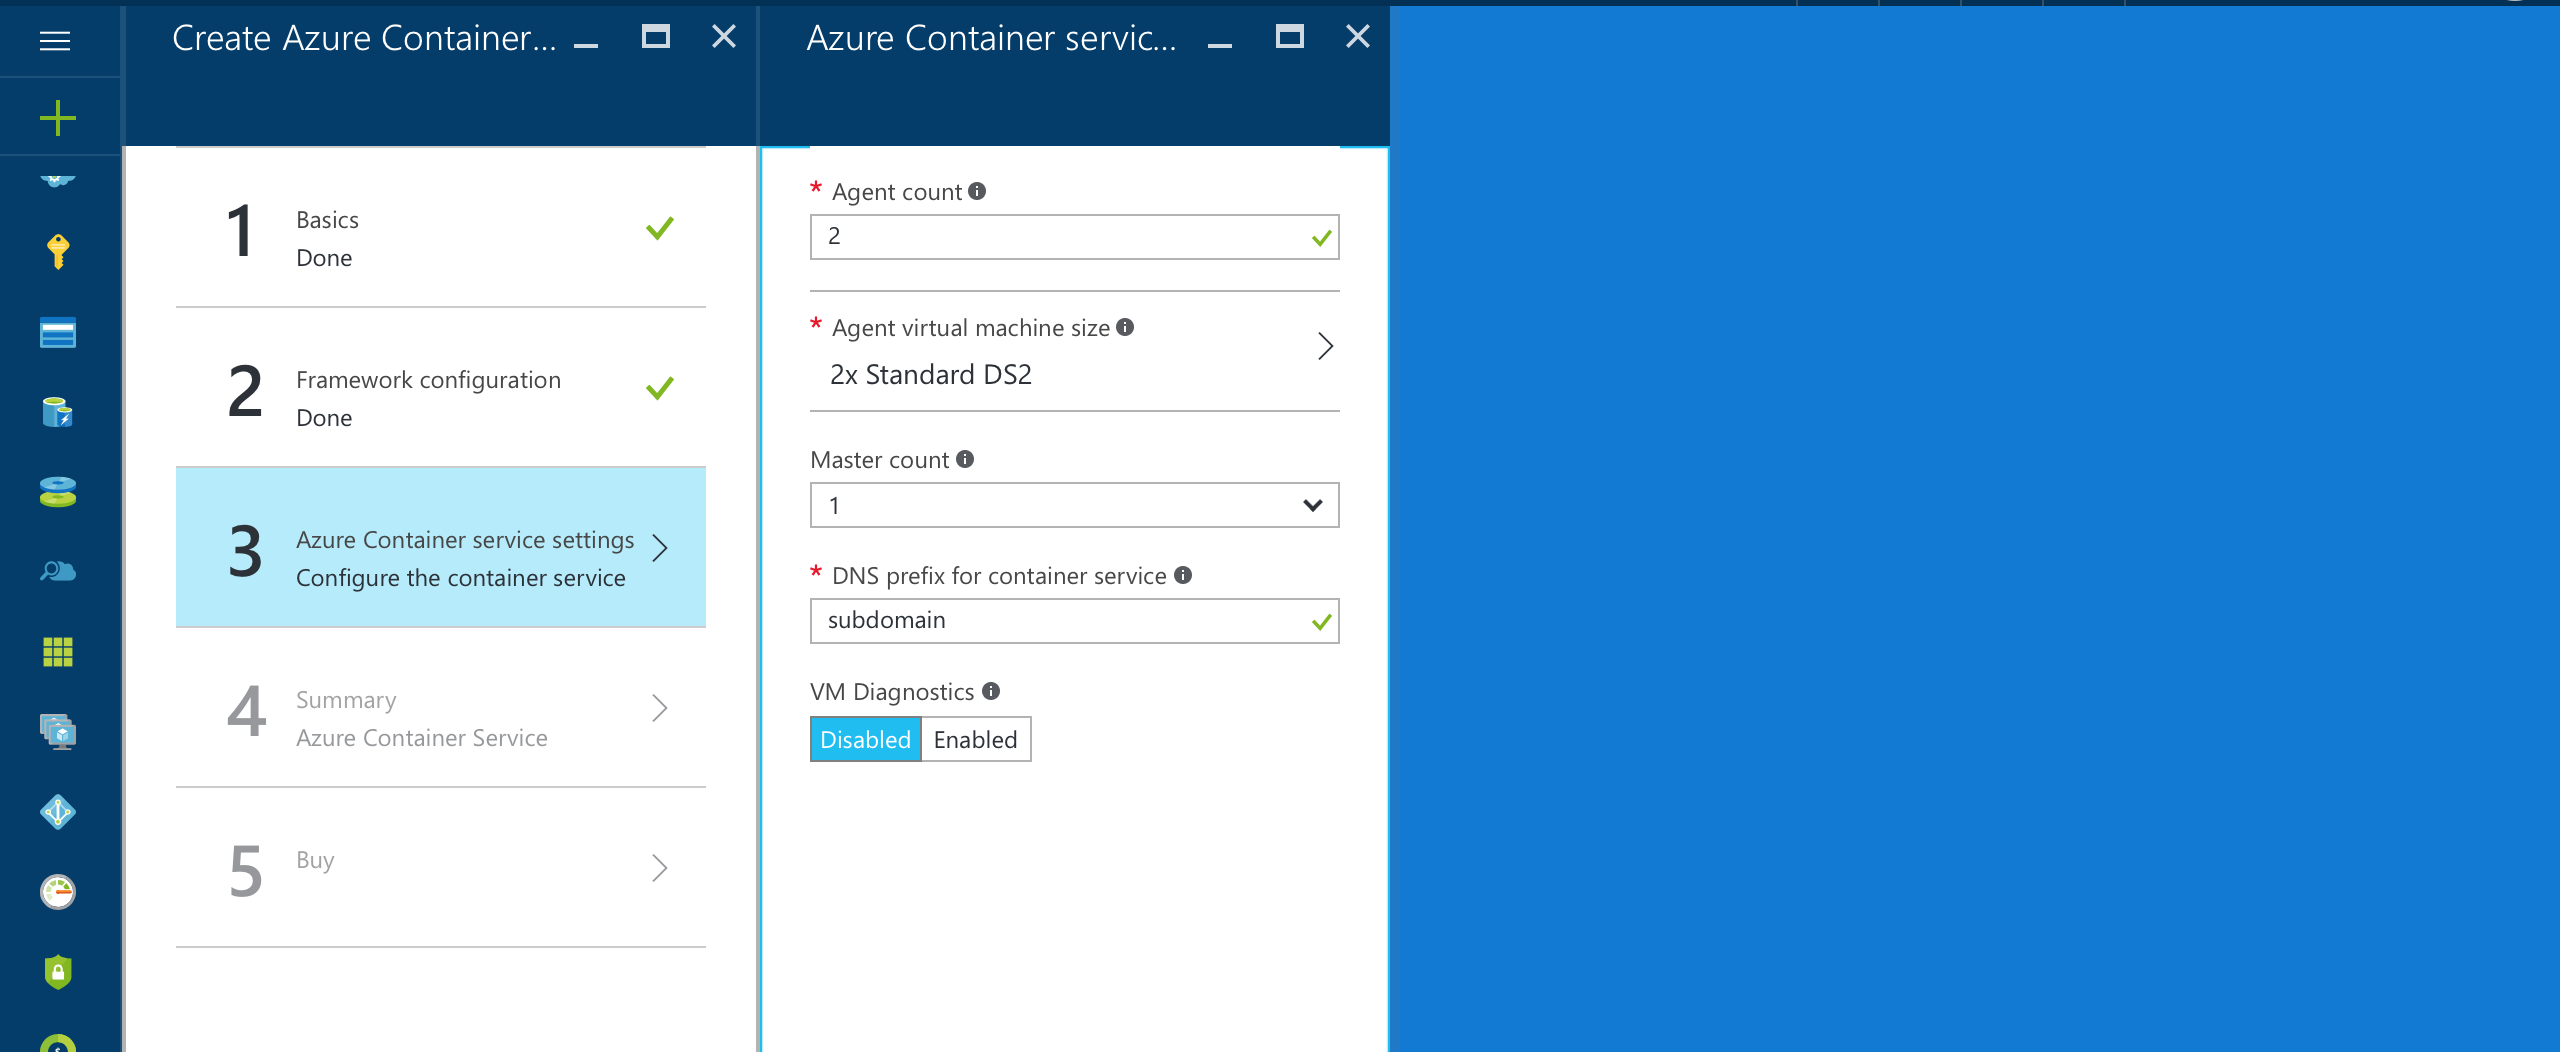 Create Azure Container...
1
Basics
Done
2
Framework configuration
Done
3
Azure Container service settings
Configure the container service
4
Summary
Azure Container Service
5
Buy
Azure Container servic...
* Agent count
2
* Agent virtual machine size
2x Standard DS2
Master count
1
* DNS prefix for container service
subdomain
VM Diagnostics
Disabled Enabled